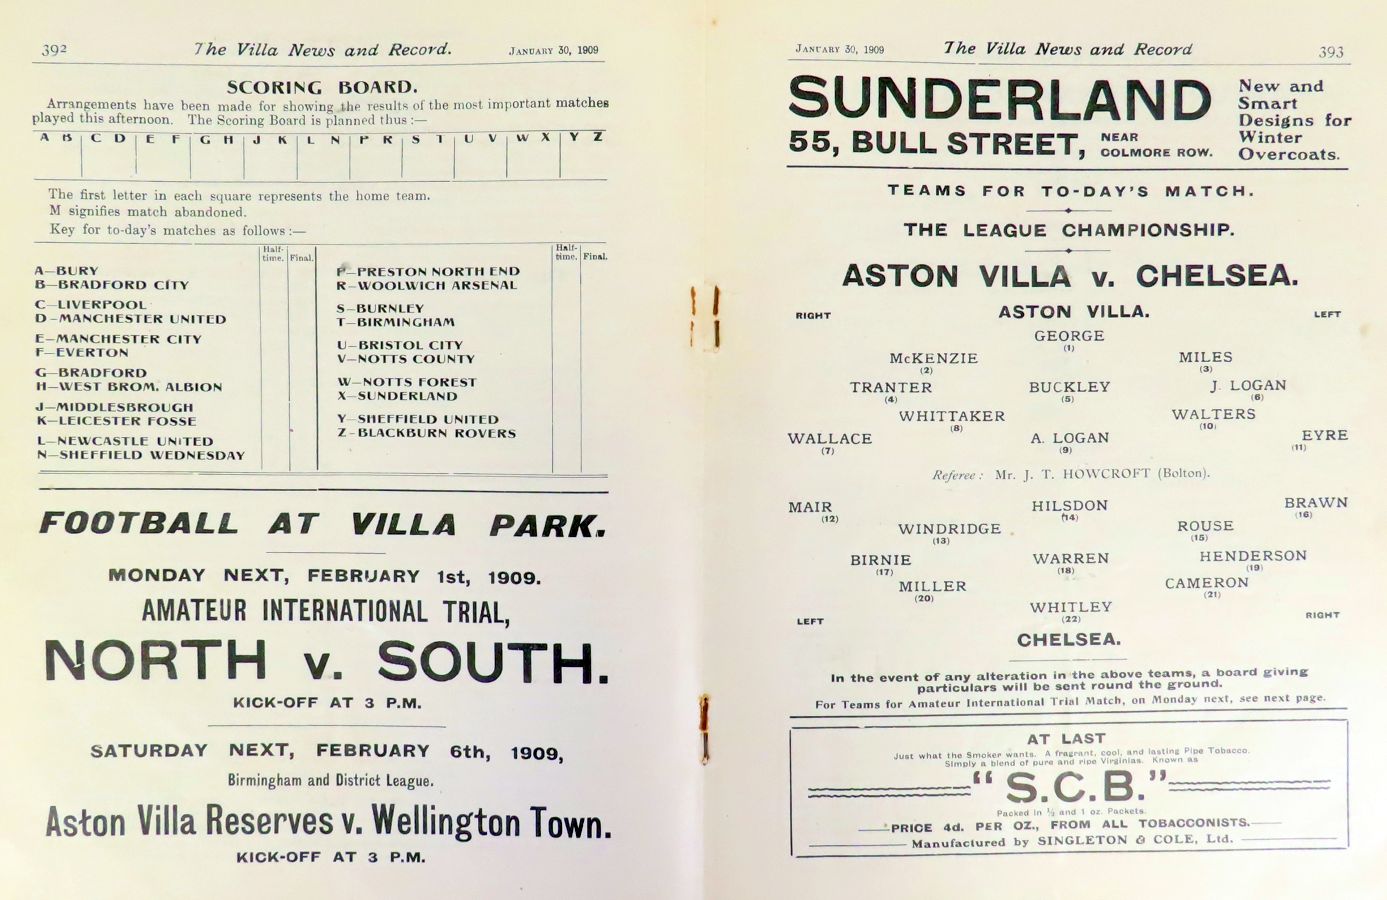 392 The Villa News and Record. JANUARY 30, 1909
SCORING BOARD.
Arrangements have been made for showing the results of the most important matches
played this afternoon. The Scoring Board is planned thus :—
A B C D E F G H J K L N P R S T U V W X Y Z
The first letter in each square represents the home team.
M signifies match abandoned.
Key for to-day's matches as follows :—
Half-time. Final.
A—BURY
B—BRADFORD CITY
C—LIVERPOOL
D—MANCHESTER UNITED
E—MANCHESTER CITY
F—EVERTON
G—BRADFORD
H—WEST BROM. ALBION
J—MIDDLESBROUGH
K—LEICESTER FOSSE
L—NEWCASTLE UNITED
N—SHEFFIELD WEDNESDAY
Half-time. Final.
P—PRESTON NORTH END
R—WOOLWICH ARSENAL
S—BURNLEY
T—BIRMINGHAM
U—BRISTOL CITY
V—NOTTS COUNTY
W—NOTTS FOREST
X—SUNDERLAND
Y—SHEFFIELD UNITED
Z—BLACKBURN ROVERS
FOOTBALL AT VILLA PARK.
MONDAY NEXT, FEBRUARY 1st, 1909.
AMATEUR INTERNATIONAL TRIAL,
NORTH v. SOUTH.
KICK-OFF AT 3 P.M.
SATURDAY NEXT, FEBRUARY 6th, 1909,
Birmingham and District League.
Aston Villa Reserves v. Wellington Town.
KICK-OFF AT 3 P.M.
JANUARY 30, 1909 The Villa News and Record 393
SUNDERLAND
55, BULL STREET, NEAR COLMORE ROW.
New and
Smart
Designs for
Winter
Overcoats.
TEAMS FOR TO-DAY'S MATCH.
THE LEAGUE CHAMPIONSHIP.
ASTON VILLA v. CHELSEA.
RIGHT ASTON VILLA. LEFT
GEORGE
(1)
McKENZIE MILES
(2) (3)
TRANTER BUCKLEY J. LOGAN
(4) (5) (6)
WHITTAKER WALTERS
(8) (10)
WALLACE A. LOGAN EYRE
(7) (9) (11)
Referee: Mr. J. T. HOWCROFT (Bolton).
MAIR HILSDON BRAWN
(12) (14) (16)
WINDRIDGE ROUSE
(13) (15)
BIRNIE WARREN HENDERSON
(17) (18) (19)
MILLER CAMERON
(20) (21)
WHITLEY
(22)
LEFT CHELSEA. RIGHT
In the event of any alteration in the above teams, a board giving
particulars will be sent round the ground.
For Teams for Amateur International Trial Match, on Monday next, see next page.
AT LAST
Just what the Smoker wants. A fragrant, cool, and lasting Pipe Tobacco.
Simply a blend of pure and ripe Virginias. Known as
"S.C.B."
Packed in ½ and 1 oz. Packets.
PRICE 4d. PER OZ., FROM ALL TOBACCONISTS.
Manufactured by SINGLETON & COLE, Ltd.